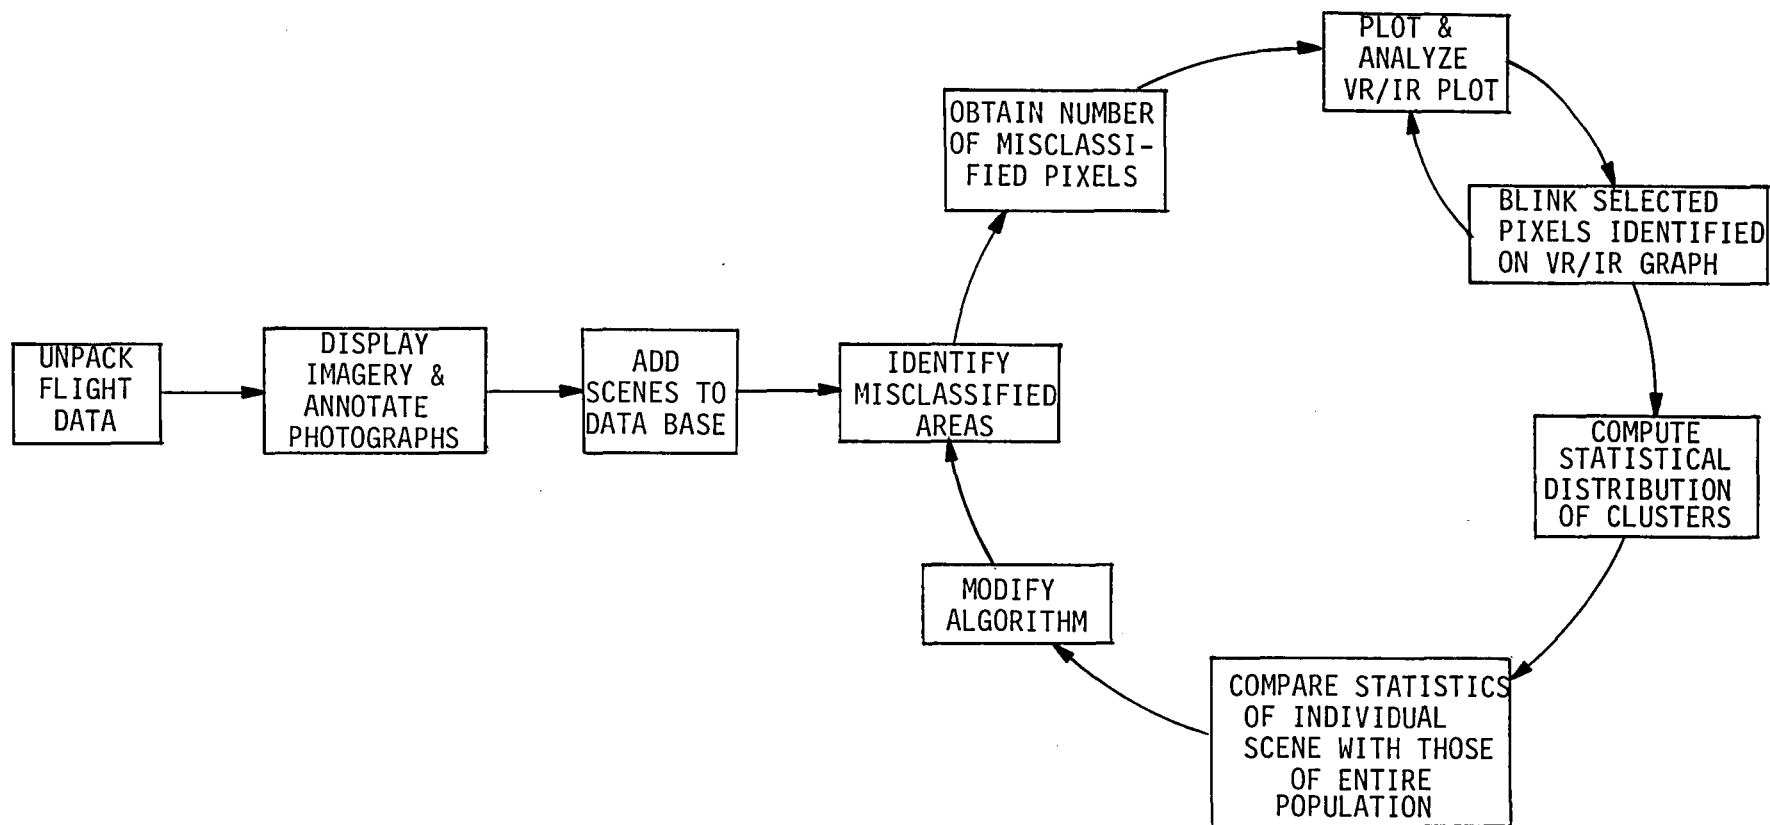 UNPACK
FLIGHT
DATA
DISPLAY
IMAGERY &
ANNOTATE
PHOTOGRAPHS
ADD
SCENES TO
DATA BASE
IDENTIFY
MISCLASSIFIED
AREAS
OBTAIN NUMBER
OF MISCLASSI-
FIED PIXELS
PLOT &
ANALYZE
VR/IR PLOT
BLINK SELECTED
PIXELS IDENTIFIED
ON VR/IR GRAPH
COMPUTE
STATISTICAL
DISTRIBUTION
OF CLUSTERS
COMPARE STATISTICS
OF INDIVIDUAL
SCENE WITH THOSE
OF ENTIRE
POPULATION
MODIFY
ALGORITHM